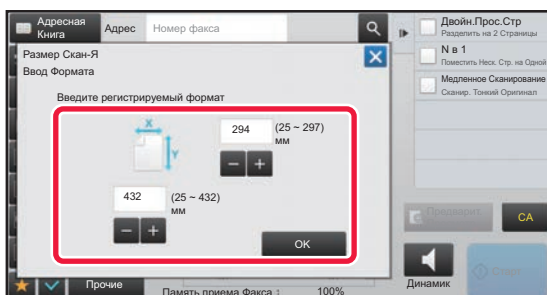 Адресная
Книга
Адрес
Номер факса
Двойн.Прос.Стр
Разделить на 2 Страницы
N в 1
Поместить Неск. Стр. на Одной
Медленное Сканирование
Сканир. Тонкий Оригинал
Размер Скан-Я
Ввод Формата
Введите регистрируемый формат
X
Y
294
(25 ~ 297)
мм
432
(25 ~ 432)
мм
OK
Предварит.
CA
Динамик
Старт
Прочие
Память приема Факса :
100%